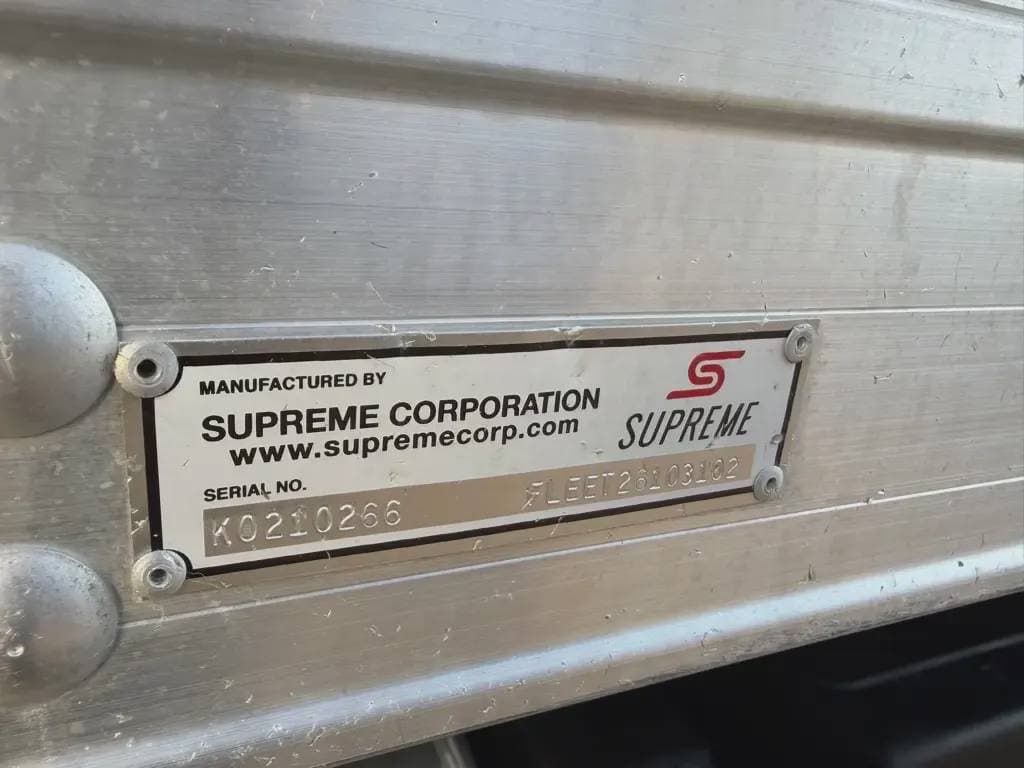 MANUFACTURED BY
SUPREME CORPORATION
www.supremecorp.com
SUPREME
SERIAL NO.
K0210266 FLEET26103102